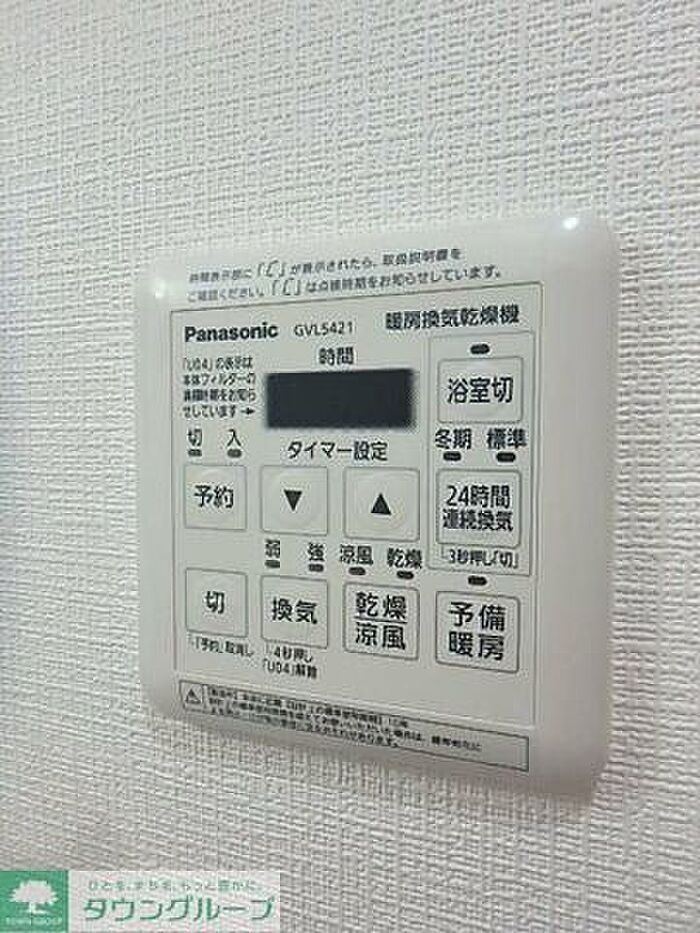 時間表示部に「ℓ」が表示されたら、取扱説明書を
ご確認ください。「ℓ」は点検時期をお知らせしています。
Panasonic GVL5421 暖房換気乾燥機
「U04」の表示は
本体フィルターの
清掃時期をお知ら
せしています
時間
浴室切
タイマー設定
切 入
冬期 標準
予約 ▼ ▲
24時間
連続換気
3秒押し「切」
弱 強 涼風 乾燥
切 換気
乾燥
涼風
予備
暖房
「予約」取消し
4秒押し
「U04」解除
ひとを、まちを、もっと豊かに。
タウングループ
TOWN GROUP